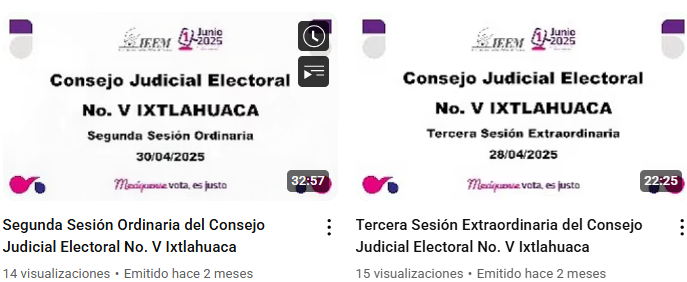 IEEM 1 Junio 2025
Consejo Judicial Electoral
No. V IXTLAHUACA
Segunda Sesión Ordinaria
30/04/2025
Mexiquense vota, es justo
32:57
Segunda Sesión Ordinaria del Consejo
Judicial Electoral No. V Ixtlahuaca
14 visualizaciones • Emitido hace 2 meses
IEEM 1 Junio 2025
Consejo Judicial Electoral
No. V IXTLAHUACA
Tercera Sesión Extraordinaria
28/04/2025
Mexiquense vota, es justo
22:25
Tercera Sesión Extraordinaria del Consejo
Judicial Electoral No. V Ixtlahuaca
15 visualizaciones • Emitido hace 2 meses